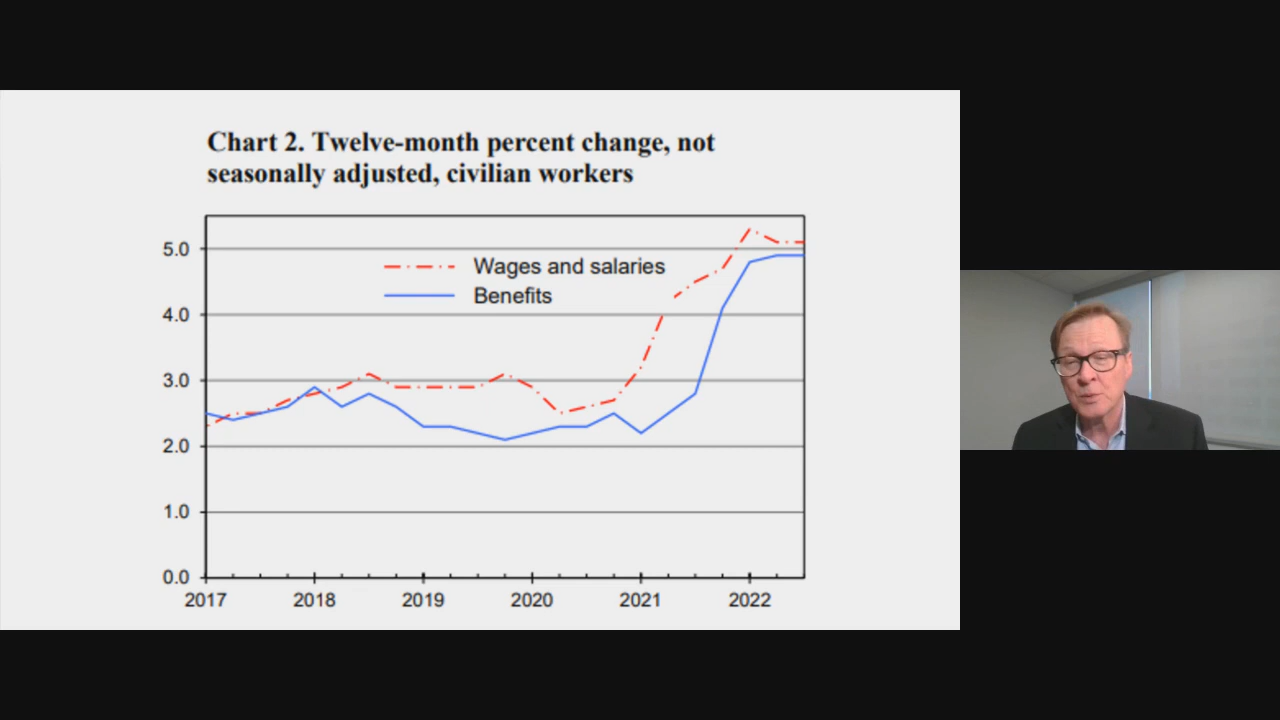 Chart 2. Twelve-month percent change, not
seasonally adjusted, civilian workers
5.0
4.0
3.0
2.0
1.0
0.0
Wages and salaries
Benefits
2017 2018 2019 2020 2021 2022